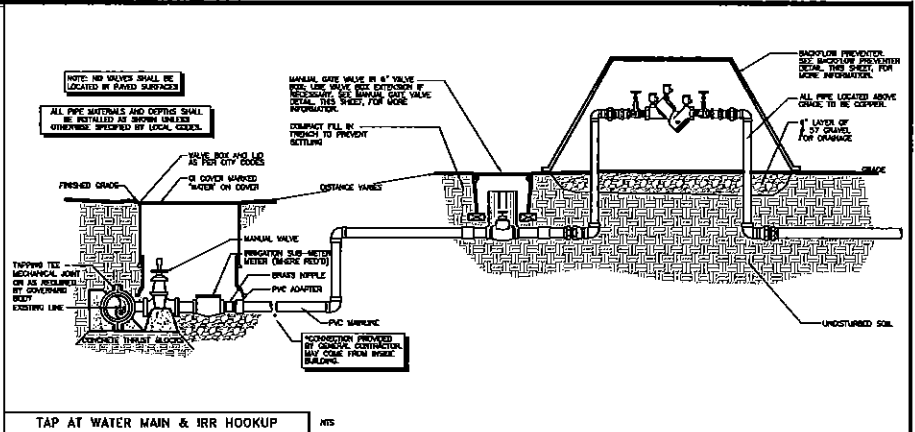 NOTE: NO VALVES SHALL BE
LOCATED IN PAVED SURFACES
ALL PIPE MATERIALS AND DEPTHS SHALL
BE INSTALLED AS SHOWN UNLESS
OTHERWISE SPECIFIED BY LOCAL CODES.
VALVE BOX AND LID
AS PER CITY CODES
CI COVER MARKED
"WATER" ON COVER
FINISHED GRADE
DISTANCE VARIES
MANUAL VALVE
IRRIGATION SUB-METER
METER (WHERE REQ'D)
BRASS NIPPLE
PVC ADAPTER
PVC MAINLINE
TAPPING TEE
MECHANICAL JOINT
OR AS REQUIRED
BY GOVERNING
BODY
EXISTING LINE
CONCRETE THRUST BLOCKS
*CONNECTION PROVIDED
BY GENERAL CONTRACTOR.
MAY COME FROM INSIDE
BUILDING.
MANUAL GATE VALVE IN 6" VALVE
BOX; USE VALVE BOX EXTENSION IF
NECESSARY. SEE MANUAL GATE VALVE
DETAIL, THIS SHEET, FOR MORE
INFORMATION.
COMPACT FILL IN
TRENCH TO PREVENT
SETTLING
BACKFLOW PREVENTER.
SEE BACKFLOW PREVENTER
DETAIL, THIS SHEET, FOR
MORE INFORMATION.
ALL PIPE LOCATED ABOVE
GRADE TO BE COPPER.
LAYER OF
# 57 GRAVEL
FOR DRAINAGE
GRADE
UNDISTURBED SOIL
TAP AT WATER MAIN & IRR HOOKUP
NTS